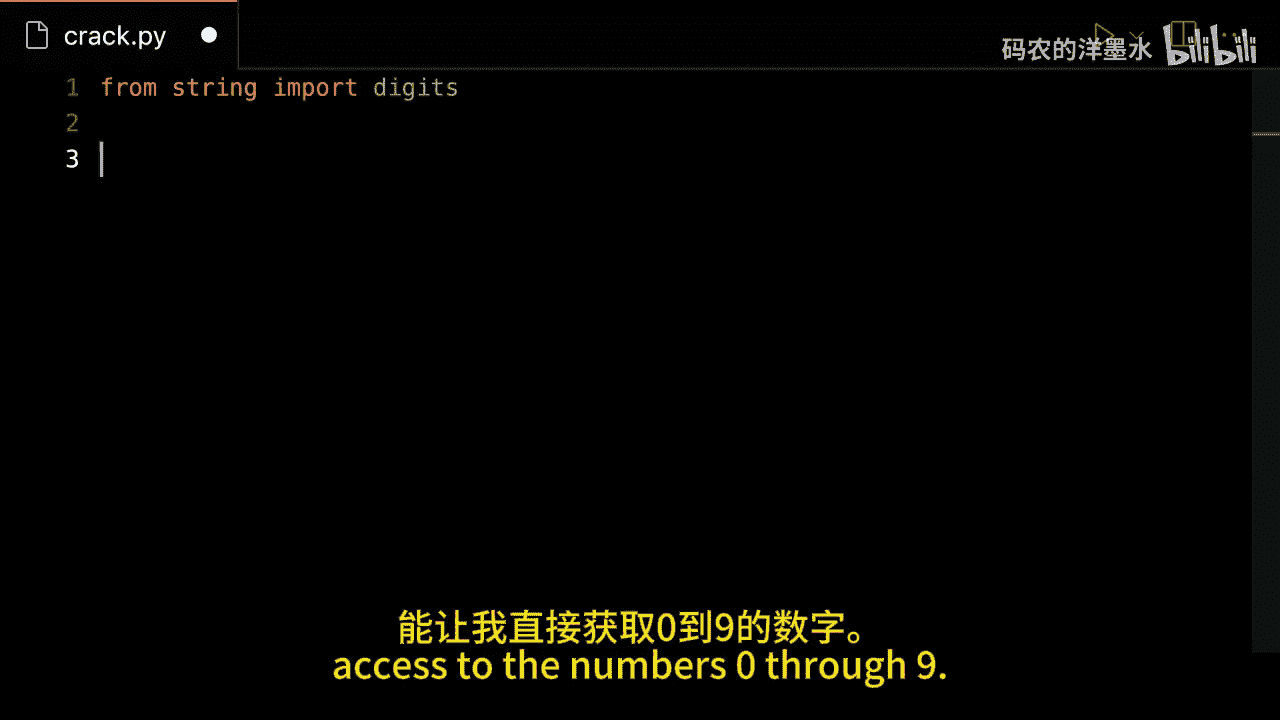 crack.py
码农的洋墨水 bilibili
1 from string import digits
2
3
能让我直接获取0到9的数字。
access to the numbers 0 through 9.